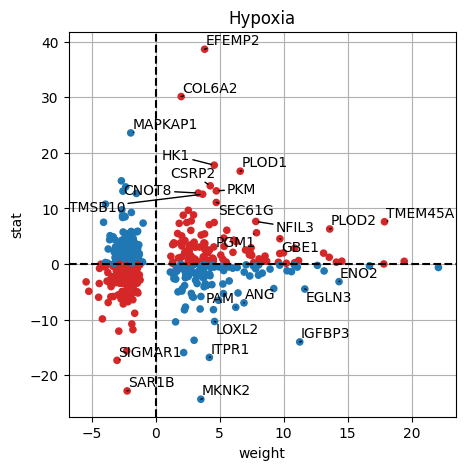 Hypoxia
EFEMP2
COL6A2
MAPKAP1
HK1
PLOD1
CSRP2
CNOT8
PKM
TMSB10
SEC61G
TMEM45A
NFIL3
PLOD2
PGM1
GBE1
ENO2
PAM
ANG
EGLN3
LOXL2
IGFBP3
ITPR1
SIGMAR1
SAR1B
MKNK2
40
30
20
10
0
−10
−20
stat
−5 0 5 10 15 20
weight